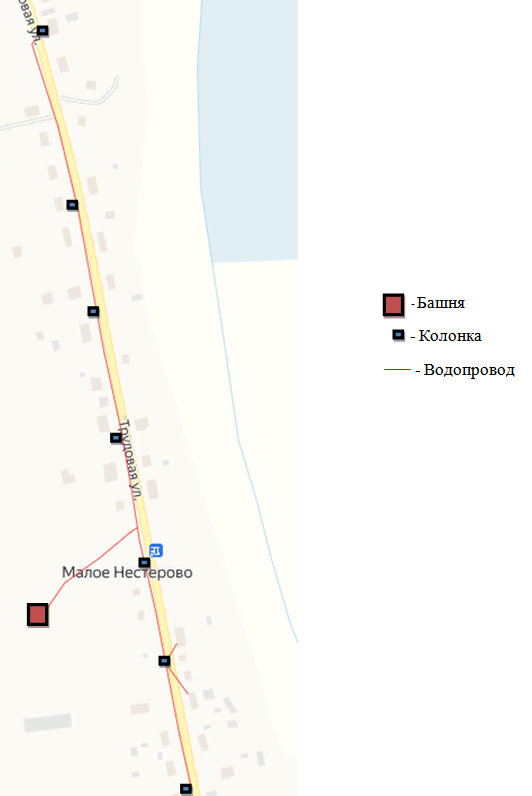 овая ул.
- Башня
- Колонка
- Водопровод
Трудовая ул.
Малое Нестерово